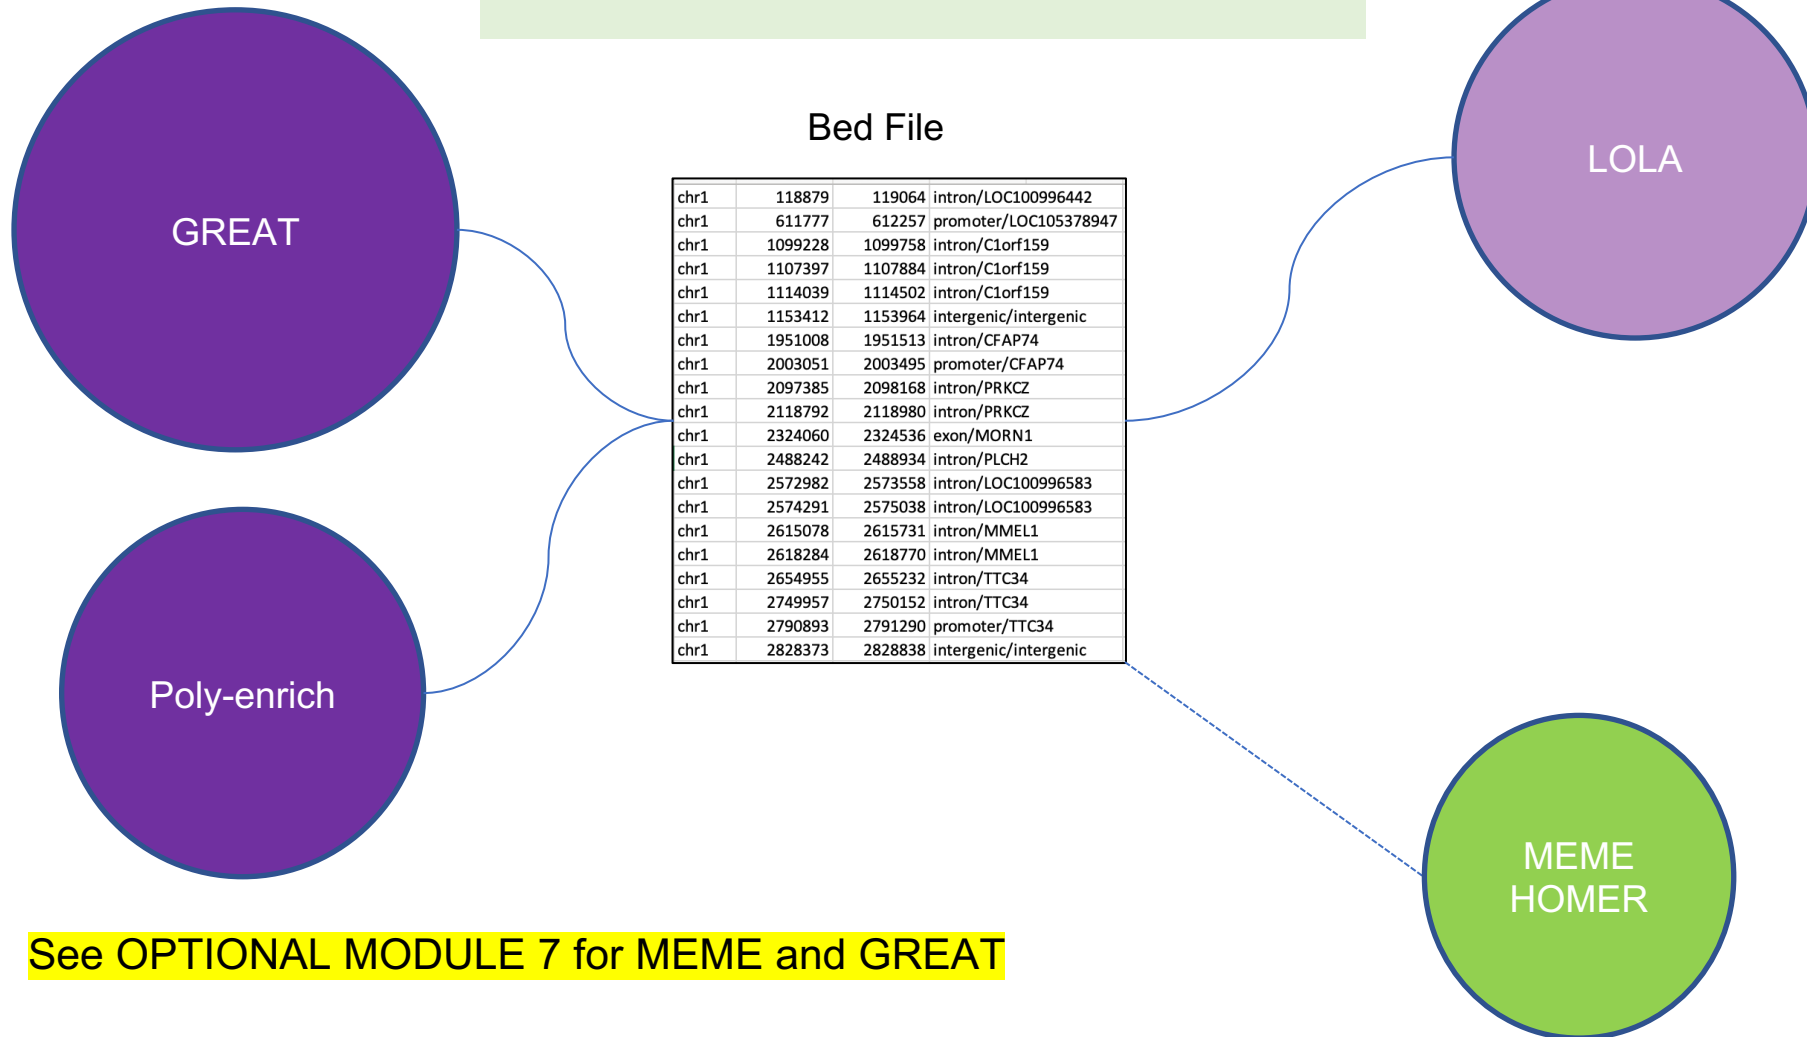 GREAT
Poly-enrich
Bed File
chr1 118879 119064 intron/LOC100996442
chr1 611777 612257 promoter/LOC105378947
chr1 1099228 1099758 intron/C1orf159
chr1 1107397 1107884 intron/C1orf159
chr1 1114039 1114502 intron/C1orf159
chr1 1153412 1153964 intergenic/intergenic
chr1 1951008 1951513 intron/CFAP74
chr1 2003051 2003495 promoter/CFAP74
chr1 2097385 2098168 intron/PRKCZ
chr1 2118792 2118980 intron/PRKCZ
chr1 2324060 2324536 exon/MORN1
chr1 2488242 2488934 intron/PLCH2
chr1 2572982 2573558 intron/LOC100996583
chr1 2574291 2575038 intron/LOC100996583
chr1 2615078 2615731 intron/MMEL1
chr1 2618284 2618770 intron/MMEL1
chr1 2654955 2655232 intron/TTC34
chr1 2749957 2750152 intron/TTC34
chr1 2790893 2791290 promoter/TTC34
chr1 2828373 2828838 intergenic/intergenic
LOLA
MEME
HOMER
See OPTIONAL MODULE 7 for MEME and GREAT